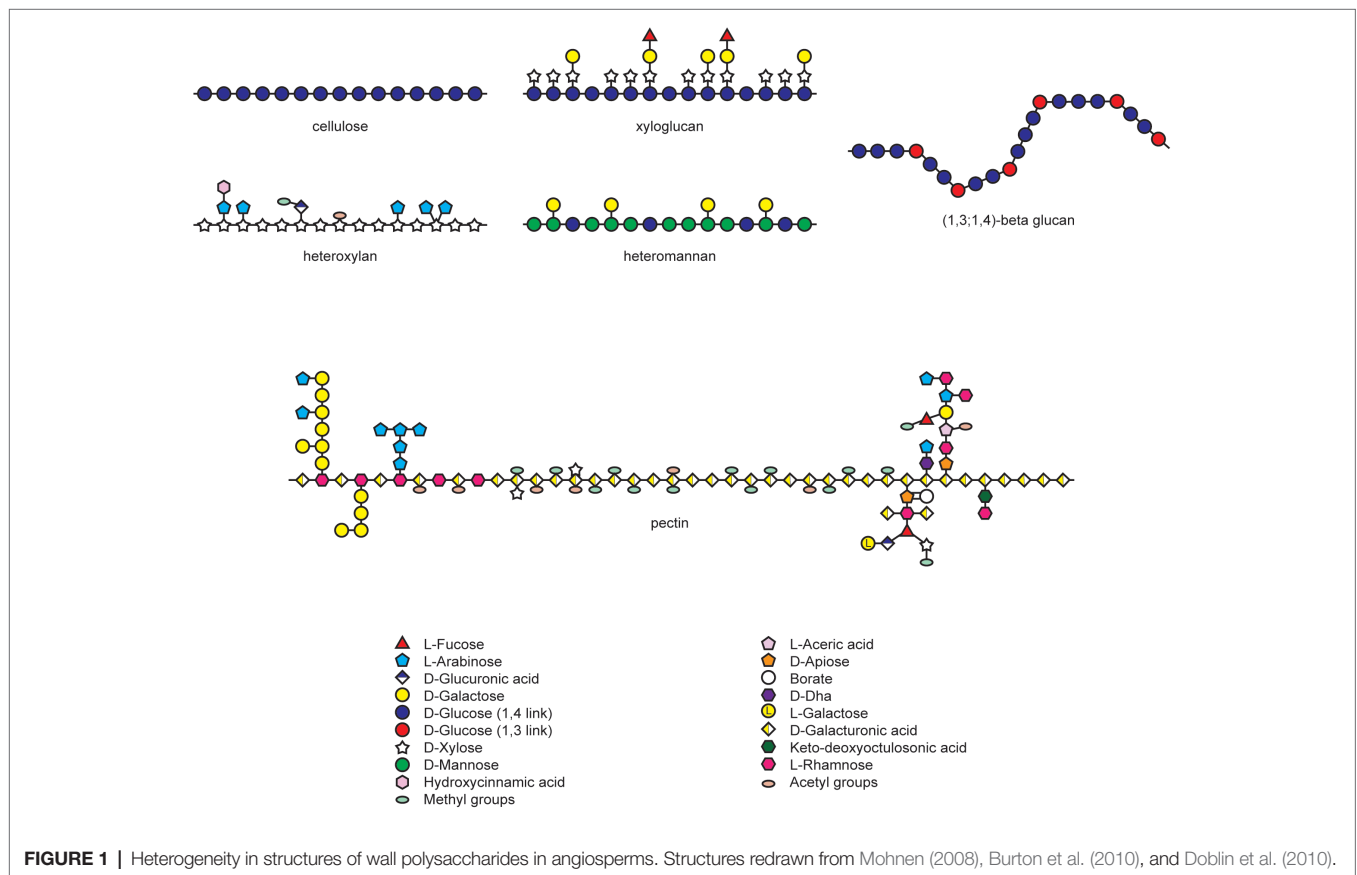 cellulose
xyloglucan
(1,3;1,4)-beta glucan
heteroxylan
heteromannan
pectin
L
L-Fucose
L-Arabinose
D-Glucuronic acid
D-Galactose
D-Glucose (1,4 link)
D-Glucose (1,3 link)
D-Xylose
D-Mannose
Hydroxycinnamic acid
Methyl groups
L-Aceric acid
D-Apiose
Borate
D-Dha
L
L-Galactose
D-Galacturonic acid
Keto-deoxyoctulosonic acid
L-Rhamnose
Acetyl groups
FIGURE 1 | Heterogeneity in structures of wall polysaccharides in angiosperms. Structures redrawn from Mohnen (2008), Burton et al. (2010), and Doblin et al. (2010).